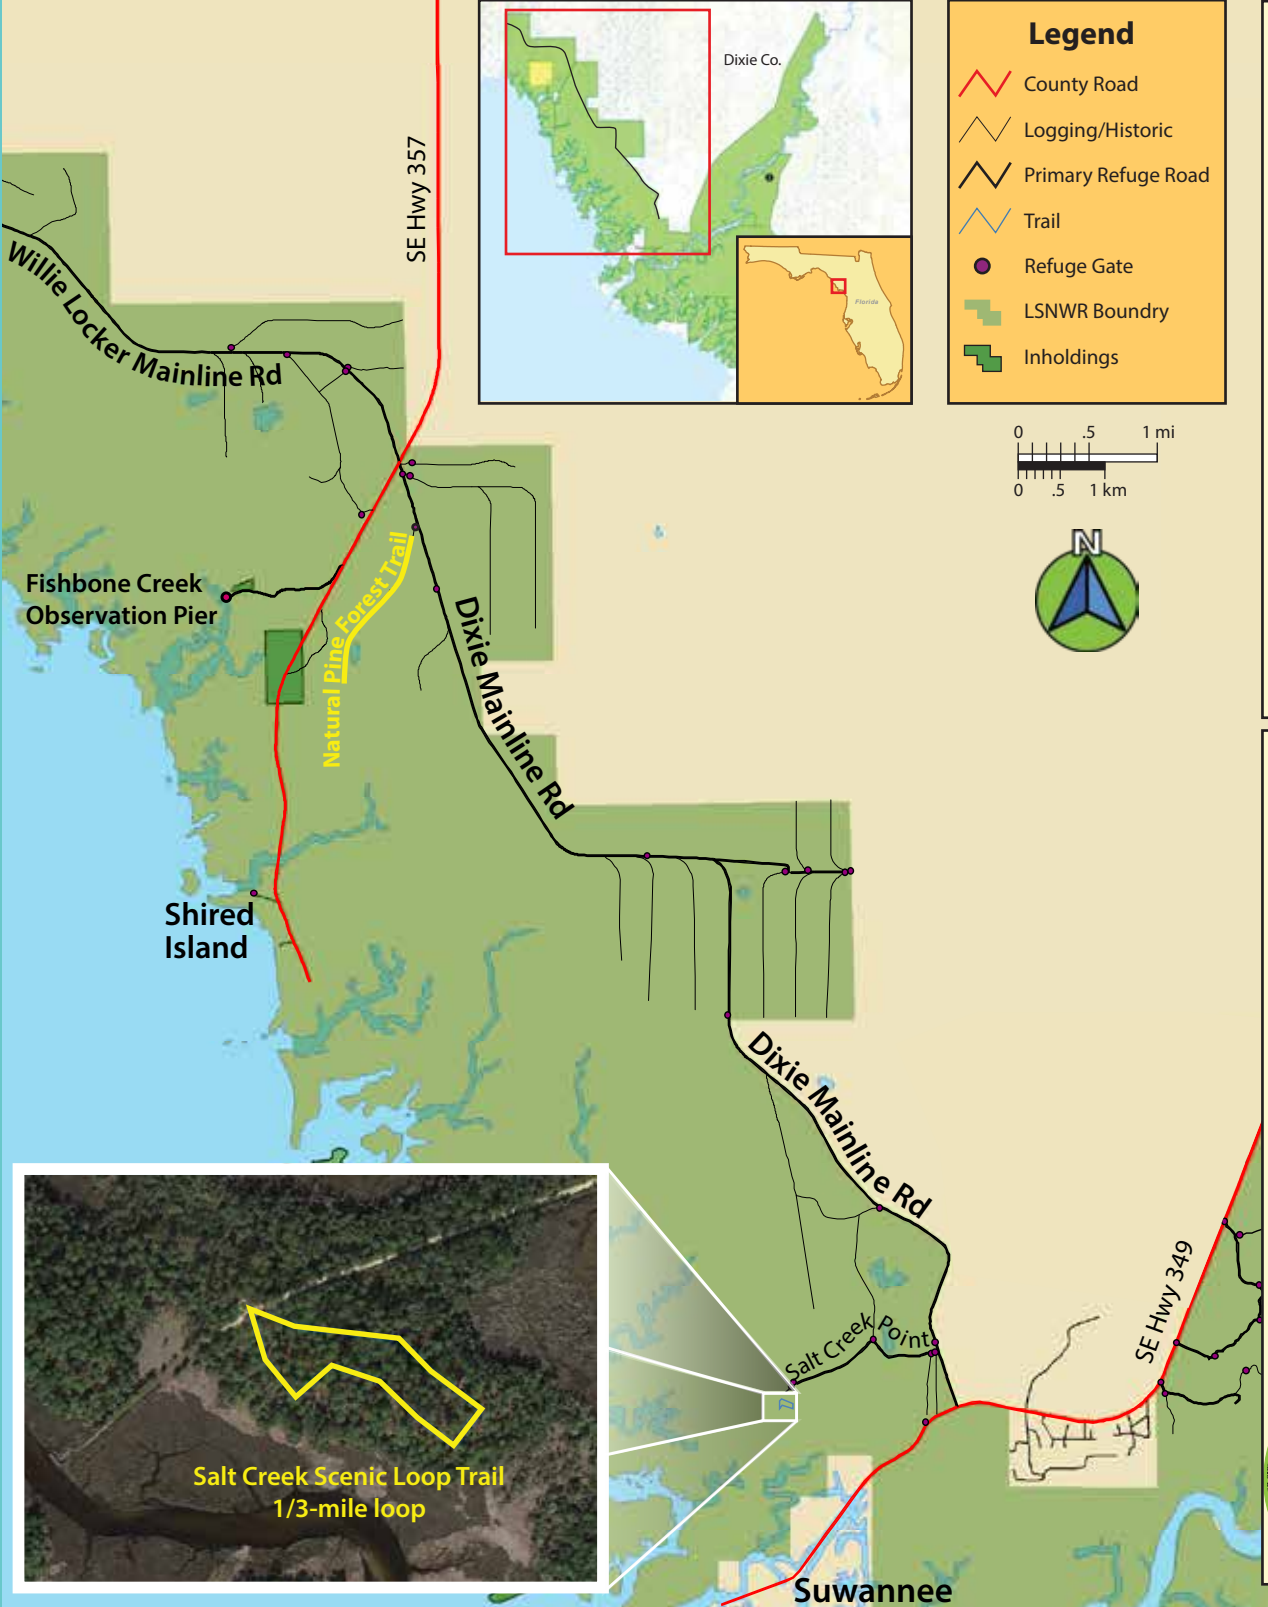 Legend
County Road
Logging/Historic
Primary Refuge Road
Trail
Refuge Gate
LSNWR Boundry
Inholdings
Dixie Co.
Florida
0 .5 1 mi
0 .5 1 km
N
SE Hwy 357
Willie Locker Mainline Rd
Fishbone Creek
Observation Pier
Natural Pine Forest Trail
Dixie Mainline Rd
Shired
Island
Dixie Mainline Rd
SE Hwy 349
Salt Creek Point
Salt Creek Scenic Loop Trail
1/3-mile loop
Suwannee